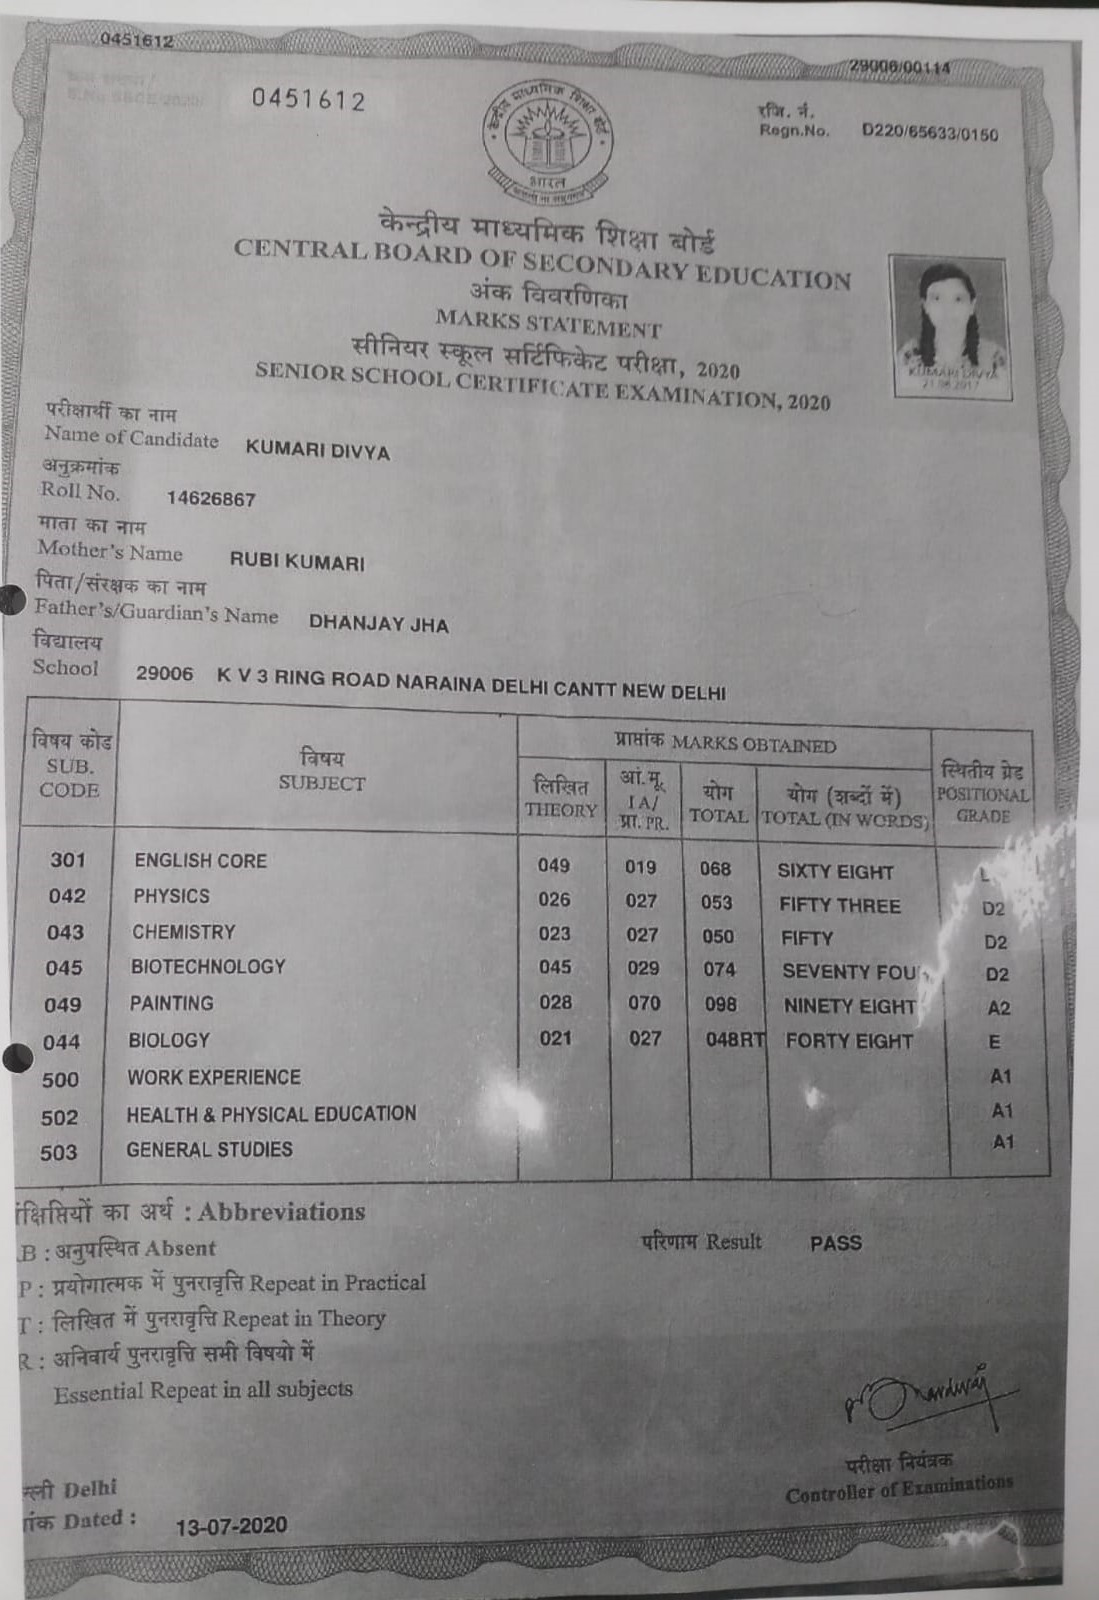 0451612
29006/00114
0451612
रजि. नं.
Regn.No. D220/65633/0150
केन्द्रीय माध्यमिक शिक्षा बोर्ड
भारत
केन्द्रीय माध्यमिक शिक्षा बोर्ड
CENTRAL BOARD OF SECONDARY EDUCATION
अंक विवरणिका
MARKS STATEMENT
सीनियर स्कूल सर्टिफिकेट परीक्षा, 2020
SENIOR SCHOOL CERTIFICATE EXAMINATION, 2020
KUMARI DIVYA
21.08.2017
परीक्षार्थी का नाम
Name of Candidate KUMARI DIVYA
अनुक्रमांक
Roll No. 14626867
माता का नाम
Mother's Name RUBI KUMARI
पिता/संरक्षक का नाम
Father's/Guardian's Name DHANJAY JHA
विद्यालय
School 29006 K V 3 RING ROAD NARAINA DELHI CANTT NEW DELHI
विषय कोड SUB. CODE विषय SUBJECT प्राप्तांक MARKS OBTAINED स्थितीय ग्रेड POSITIONAL GRADE
लिखित THEORY आं.मू. I A/ प्रा. PR. योग TOTAL योग (शब्दों में) TOTAL (IN WORDS)
301 ENGLISH CORE 049 019 068 SIXTY EIGHT
042 PHYSICS 026 027 053 FIFTY THREE D2
043 CHEMISTRY 023 027 050 FIFTY D2
045 BIOTECHNOLOGY 045 029 074 SEVENTY FOU D2
049 PAINTING 028 070 098 NINETY EIGHT A2
044 BIOLOGY 021 027 048RT FORTY EIGHT E
500 WORK EXPERIENCE A1
502 HEALTH & PHYSICAL EDUCATION A1
503 GENERAL STUDIES A1
का अर्थ : Abbreviations
B : अनुपस्थित Absent
परिणाम Result PASS
P : प्रयोगात्मक में पुनरावृत्ति Repeat in Practical
T : लिखित में पुनरावृत्ति Repeat in Theory
R : अनिवार्य पुनरावृत्ति सभी विषयो में
Essential Repeat in all subjects
परीक्षा नियंत्रक
Controller of Examinations
Delhi
Dated : 13-07-2020